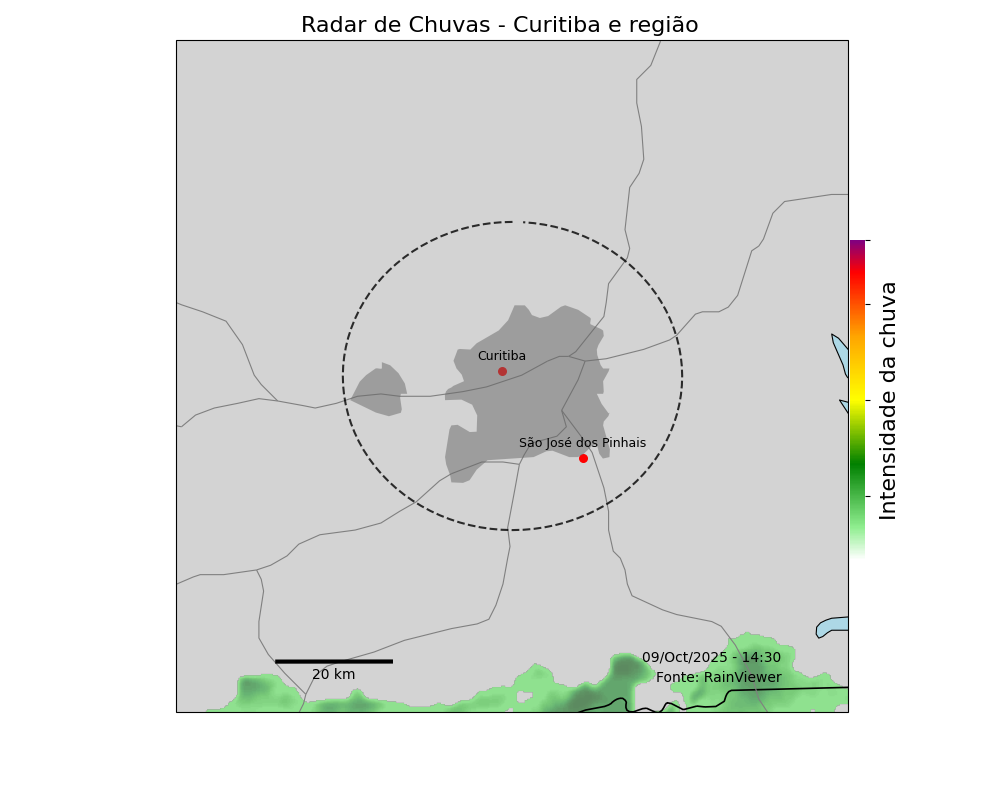 Radar de Chuvas - Curitiba e região
Curitiba
São José dos Pinhais
Intensidade da chuva
09/Oct/2025 - 14:30
Fonte: RainViewer
20 km